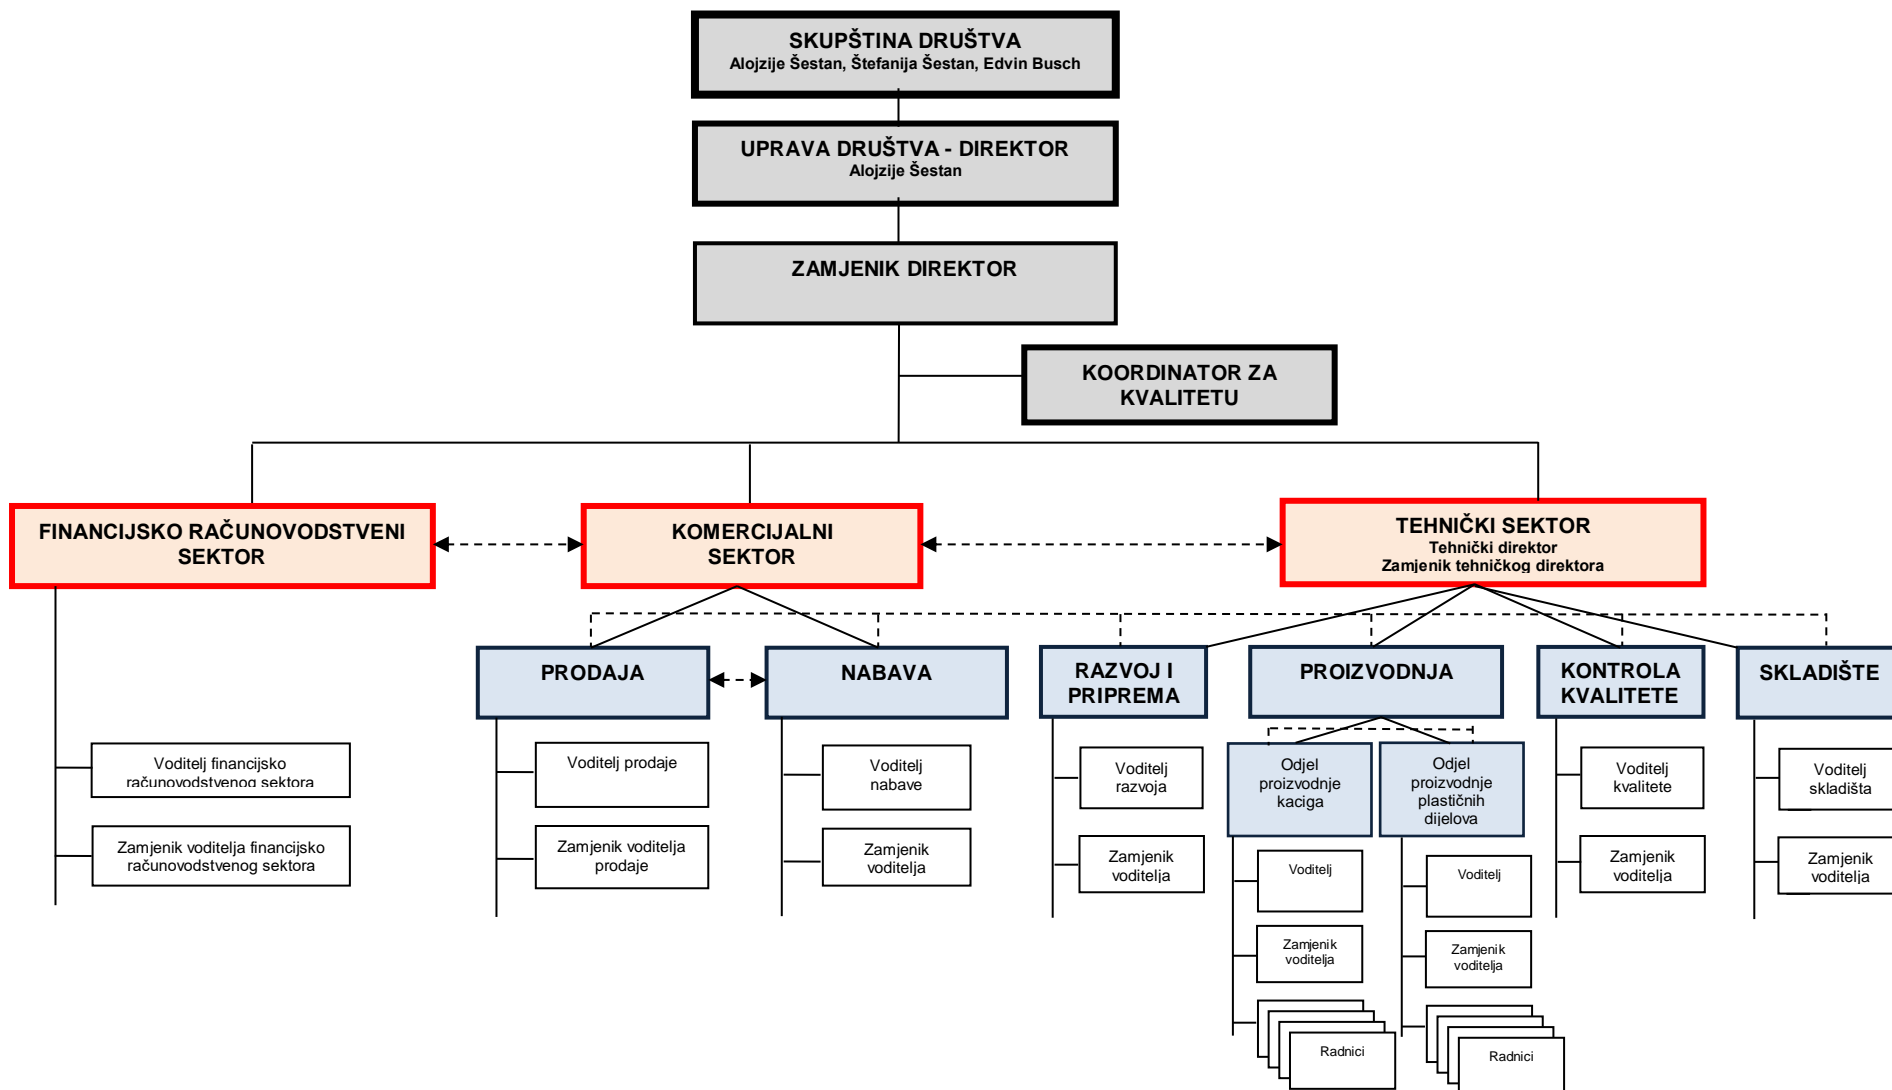 SKUPŠTINA DRUŠTVA
Alojzije Šestan, Štefanija Šestan, Edvin Busch
UPRAVA DRUŠTVA - DIREKTOR
Alojzije Šestan
ZAMJENIK DIREKTOR
KOORDINATOR ZA
KVALITETU
FINANCIJSKO RAČUNOVODSTVENI
SEKTOR
KOMERCIJALNI
SEKTOR
TEHNIČKI SEKTOR
Tehnički direktor
Zamjenik tehničkog direktora
PRODAJA
NABAVA
RAZVOJ I
PRIPREMA
PROIZVODNJA
KONTROLA
KVALITETE
SKLADIŠTE
Voditelj financijsko
računovodstvenog sektora
Zamjenik voditelja financijsko
računovodstvenog sektora
Voditelj prodaje
Zamjenik voditelja
prodaje
Voditelj
nabave
Zamjenik
voditelja
Voditelj
razvoja
Zamjenik
voditelja
Odjel
proizvodnje
kaciga
Voditelj
Zamjenik
voditelja
Radnici
Odjel
proizvodnje
plastičnih
dijelova
Voditelj
Zamjenik
voditelja
Radnici
Voditelj
kvalitete
Zamjenik
voditelja
Voditelj
skladišta
Zamjenik
voditelja